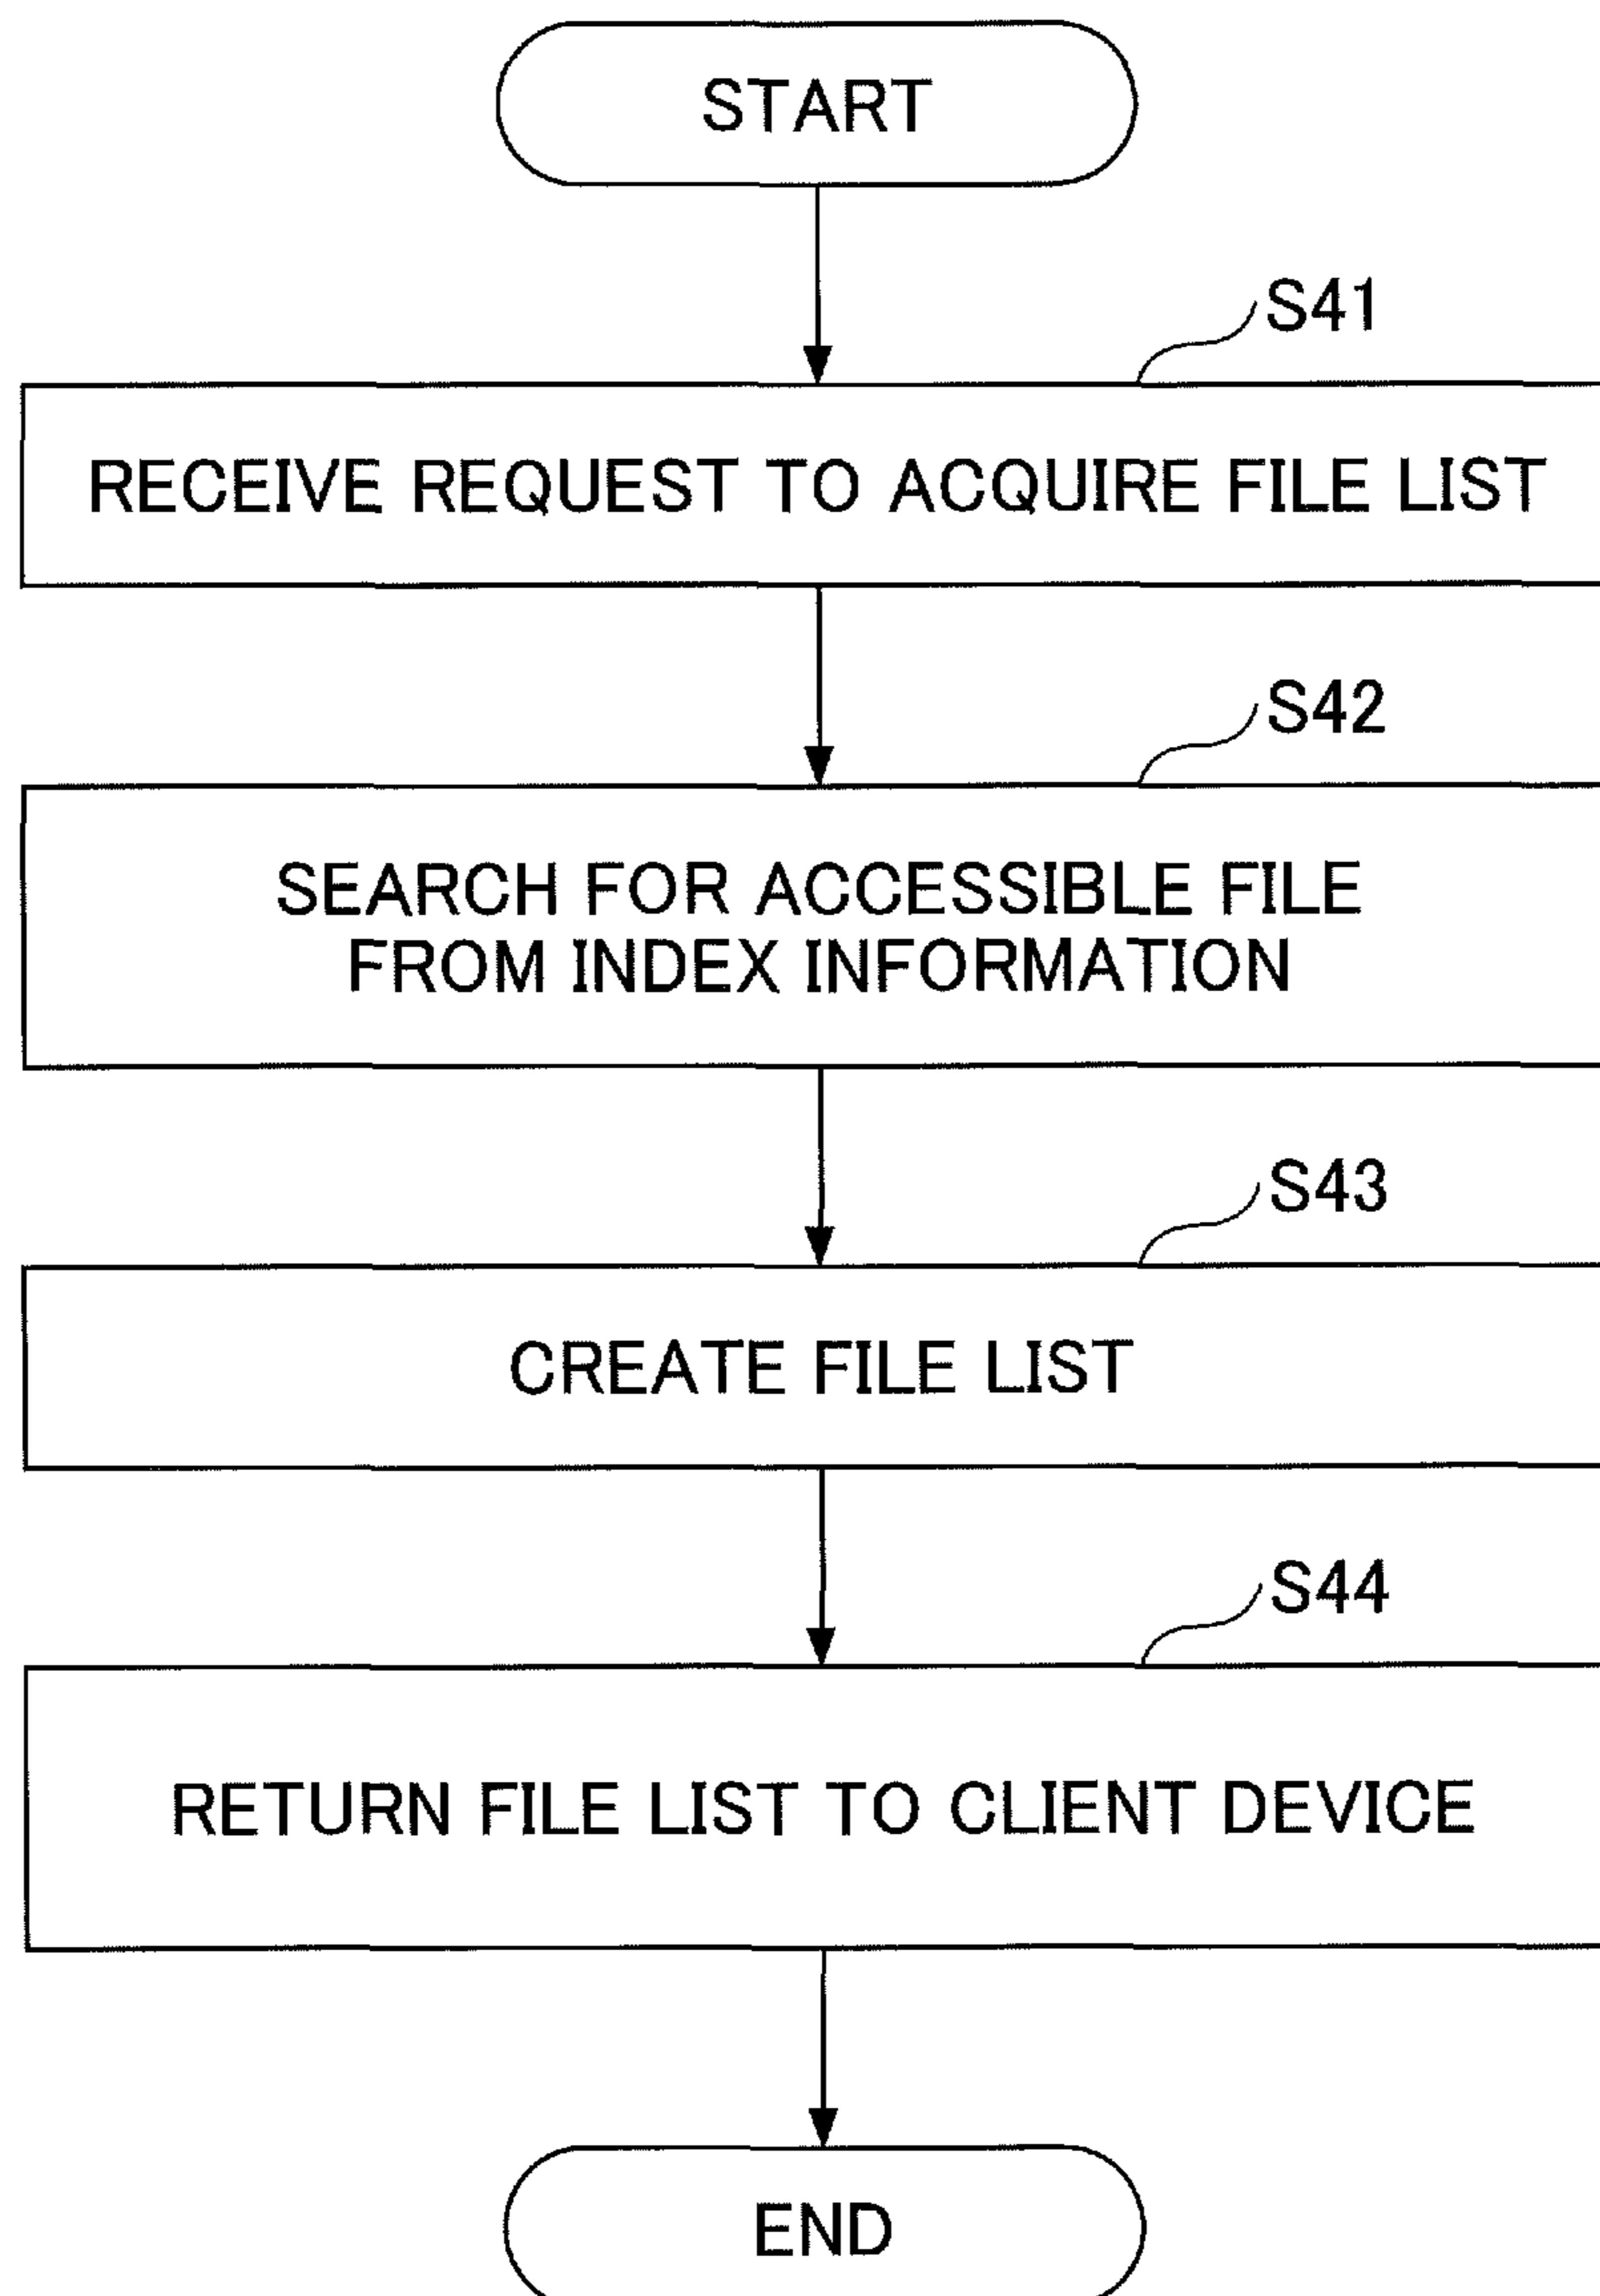 START
S41
RECEIVE REQUEST TO ACQUIRE FILE LIST
S42
SEARCH FOR ACCESSIBLE FILE
FROM INDEX INFORMATION
S43
CREATE FILE LIST
S44
RETURN FILE LIST TO CLIENT DEVICE
END